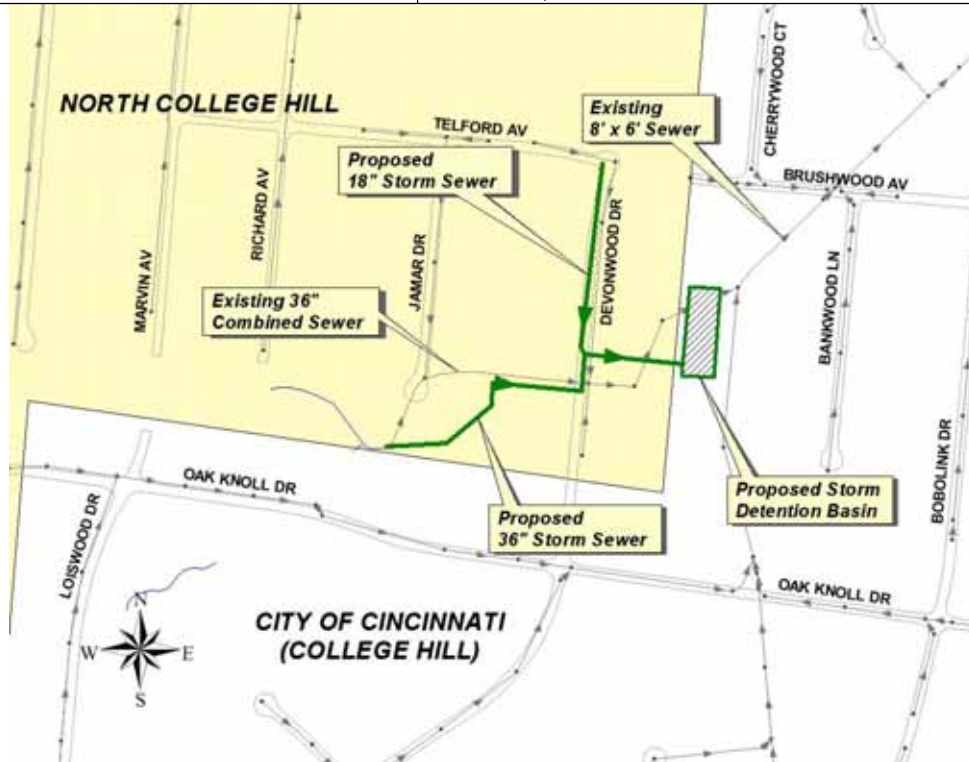 NORTH COLLEGE HILL
TELFORD AV
Existing
8' x 6' Sewer
CHERRYWOOD CT
BRUSHWOOD AV
Proposed
18" Storm Sewer
MARVIN AV
RICHARD AV
JAMAR DR
DEVONWOOD DR
BANKWOOD LN
Existing 36"
Combined Sewer
BOBOLINK DR
OAK KNOLL DR
LOISWOOD DR
Proposed
36" Storm Sewer
Proposed Storm
Detention Basin
OAK KNOLL DR
CITY OF CINCINNATI
(COLLEGE HILL)
N
W
E
S